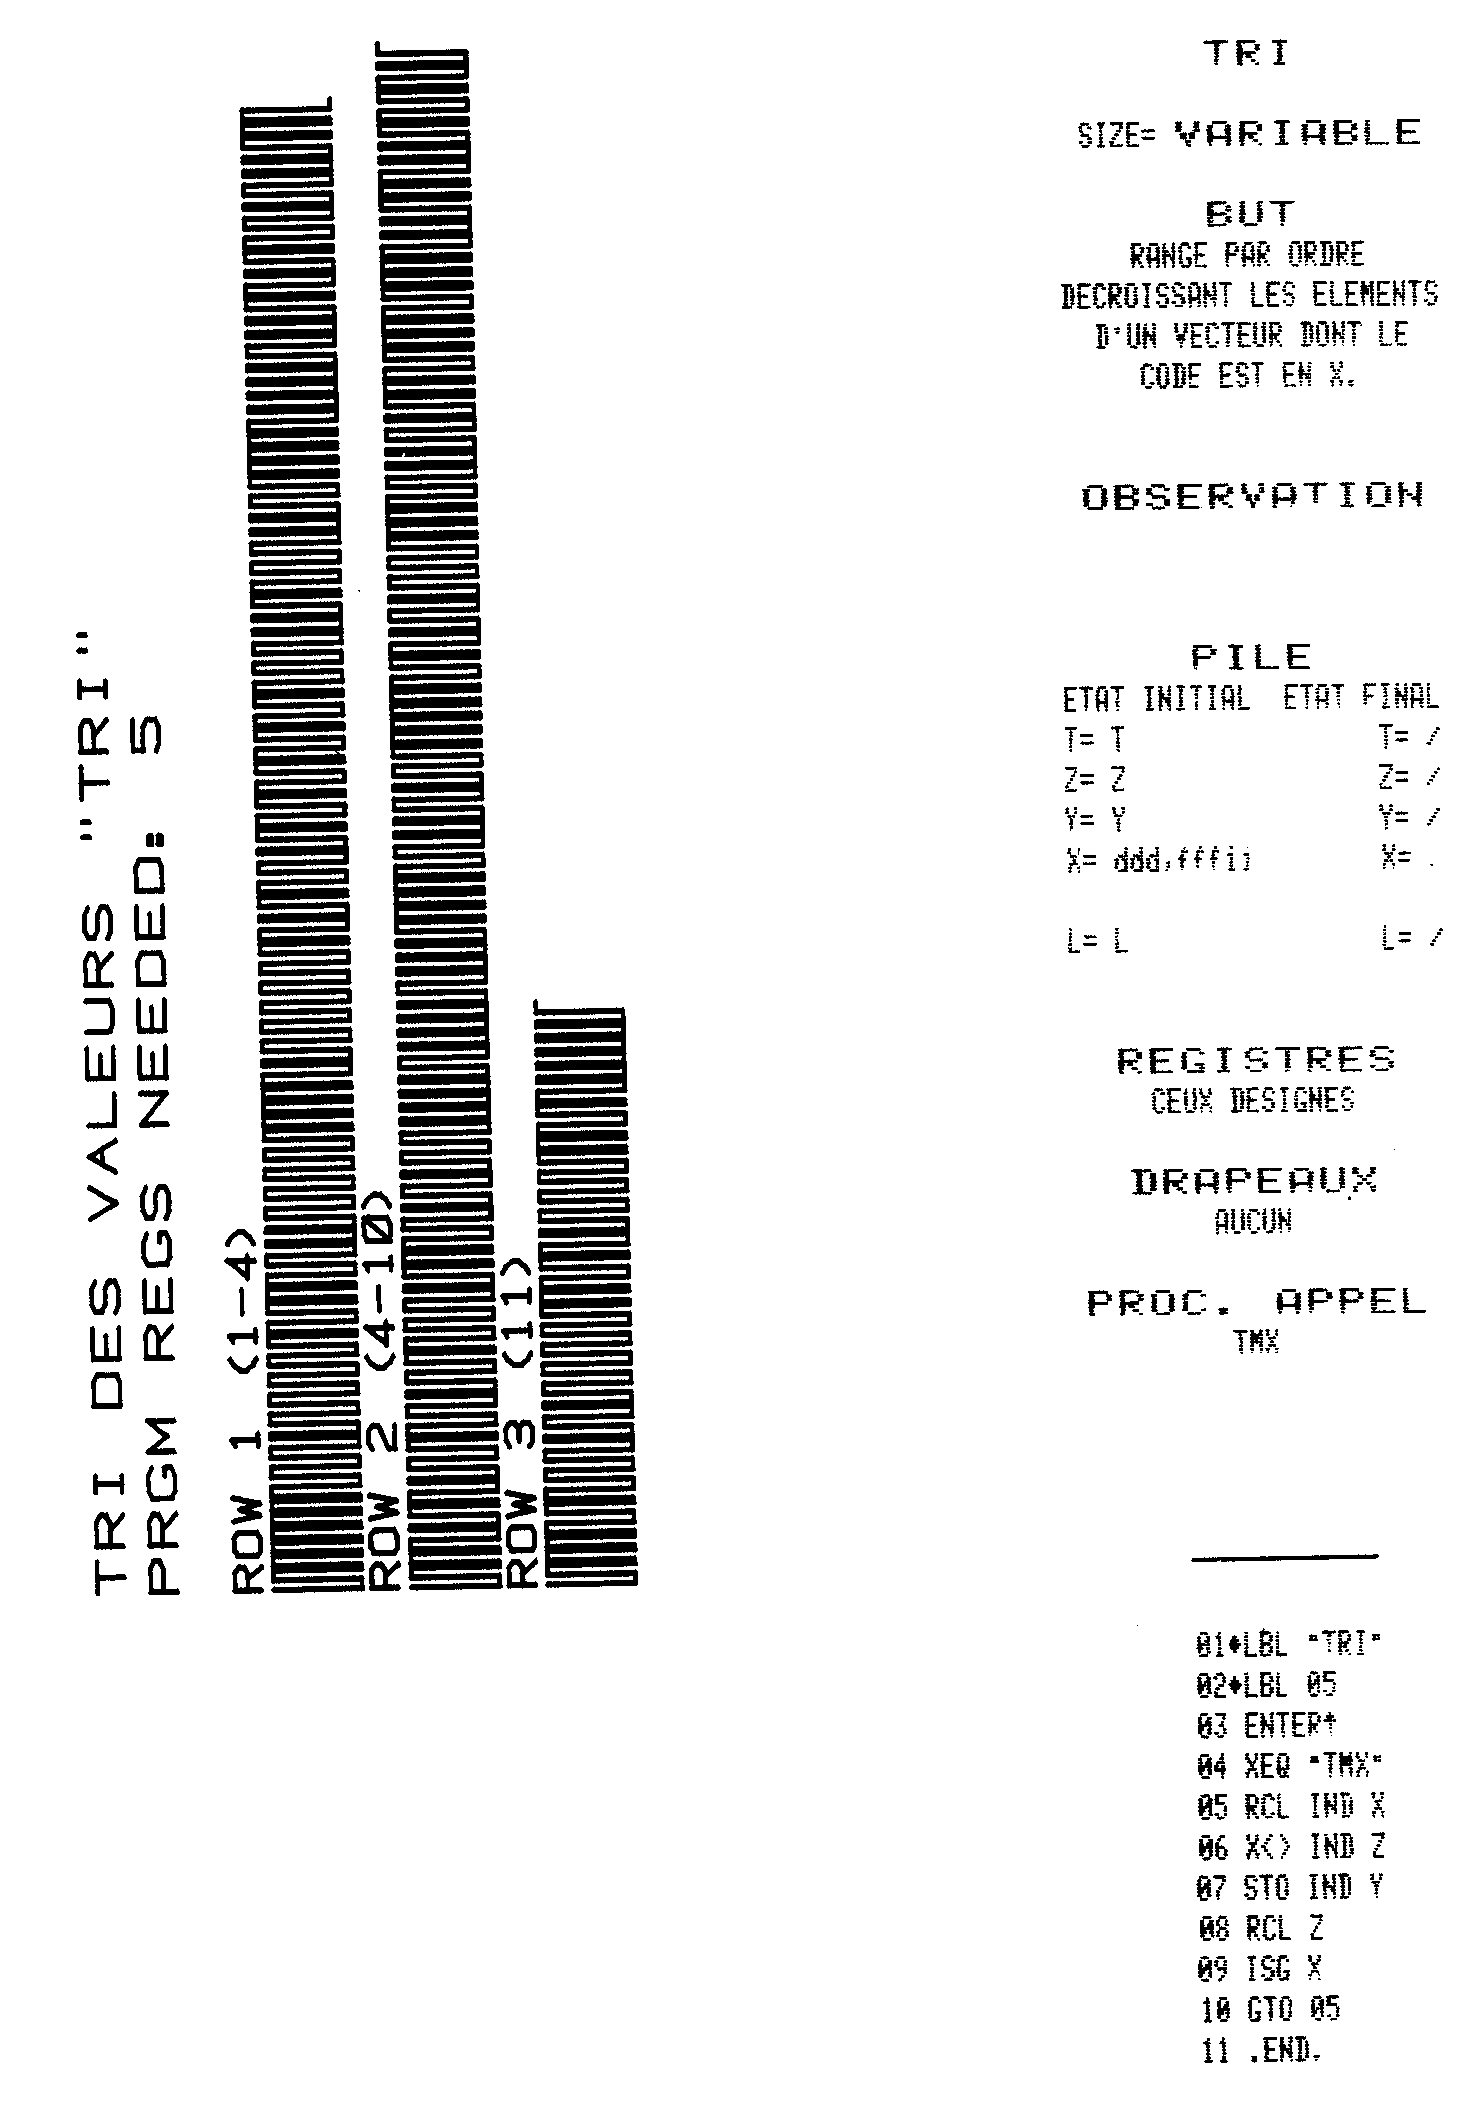 TRI DES VALEURS "TRI"
PRGM REGS NEEDED: 5
ROW 1 (1-4)
ROW 2 (4-10)
ROW 3 (11)
TRI
SIZE= VARIABLE
BUT
RANGE PAR ORDRE
DECROISSANT LES ELEMENTS
D'UN VECTEUR DONT LE
CODE EST EN X.
OBSERVATION
PILE
ETAT INITIAL ETAT FINAL
T= T T= /
Z= Z Z= /
Y= Y Y= /
X= ddd,fffii X= .
L= L L= /
REGISTRES
CEUX DESIGNES
DRAPEAUX
AUCUN
PROC. APPEL
TMX
01♦LBL "TRI"
02♦LBL 05
03 ENTER↑
04 XEQ "TMX"
05 RCL IND X
06 X<> IND Z
07 STO IND Y
08 RCL Z
09 ISG X
10 GTO 05
11 .END.